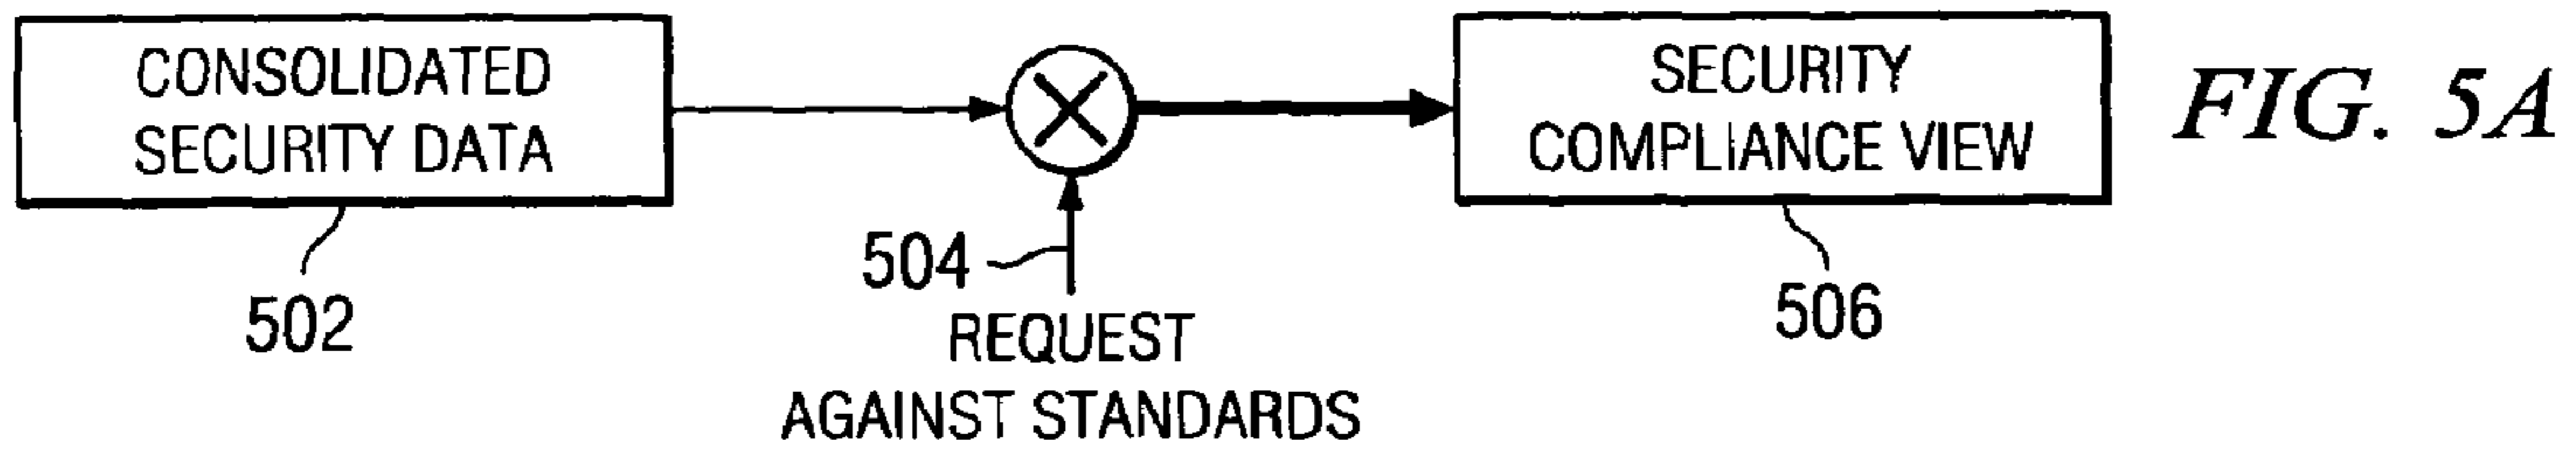 CONSOLIDATED
SECURITY DATA
502
504
REQUEST
AGAINST STANDARDS
SECURITY
COMPLIANCE VIEW
506
FIG. 5A